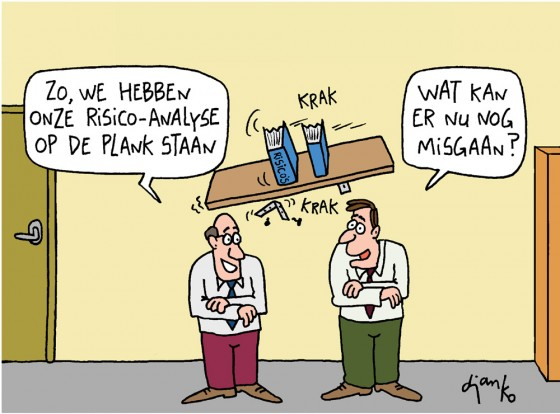 ZO, WE HEBBEN
ONZE RISICO-ANALYSE
OP DE PLANK STAAN
KRAK
WAT KAN
ER NU NOG
MISGAAN?
RISICO'S
KRAK
djanko